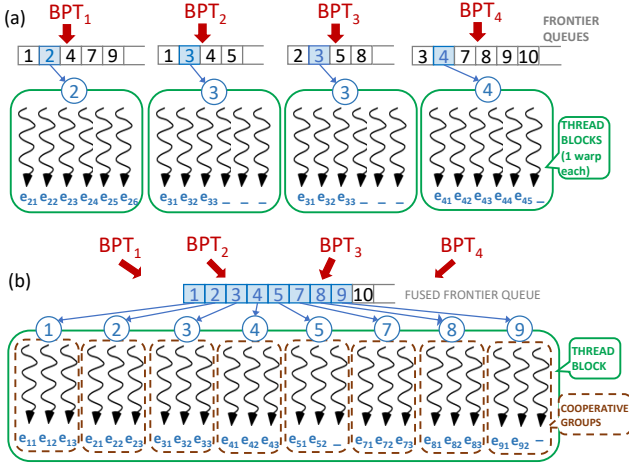 (a) BPT1 BPT2 BPT3 BPT4 FRONTIER QUEUES
1 2 4 7 9 1 3 4 5 2 3 5 8 3 4 7 8 9 10
2 3 3 4
THREAD
BLOCKS
(1 warp
each)
e21 e22 e23 e24 e25 e26 e31 e32 e33 _ _ _ e31 e32 e33 _ _ _ e41 e42 e43 e44 e45 _
BPT1 BPT2 BPT3 BPT4
(b) 1 2 3 4 5 7 8 9 10 FUSED FRONTIER QUEUE
1 2 3 4 5 7 8 9
THREAD
BLOCK
COOPERATIVE
GROUPS
e11 e12 e13 e21 e22 e23 e31 e32 e33 e41 e42 e43 e51 e52 _ e71 e72 e73 e81 e82 e83 e91 e92 _